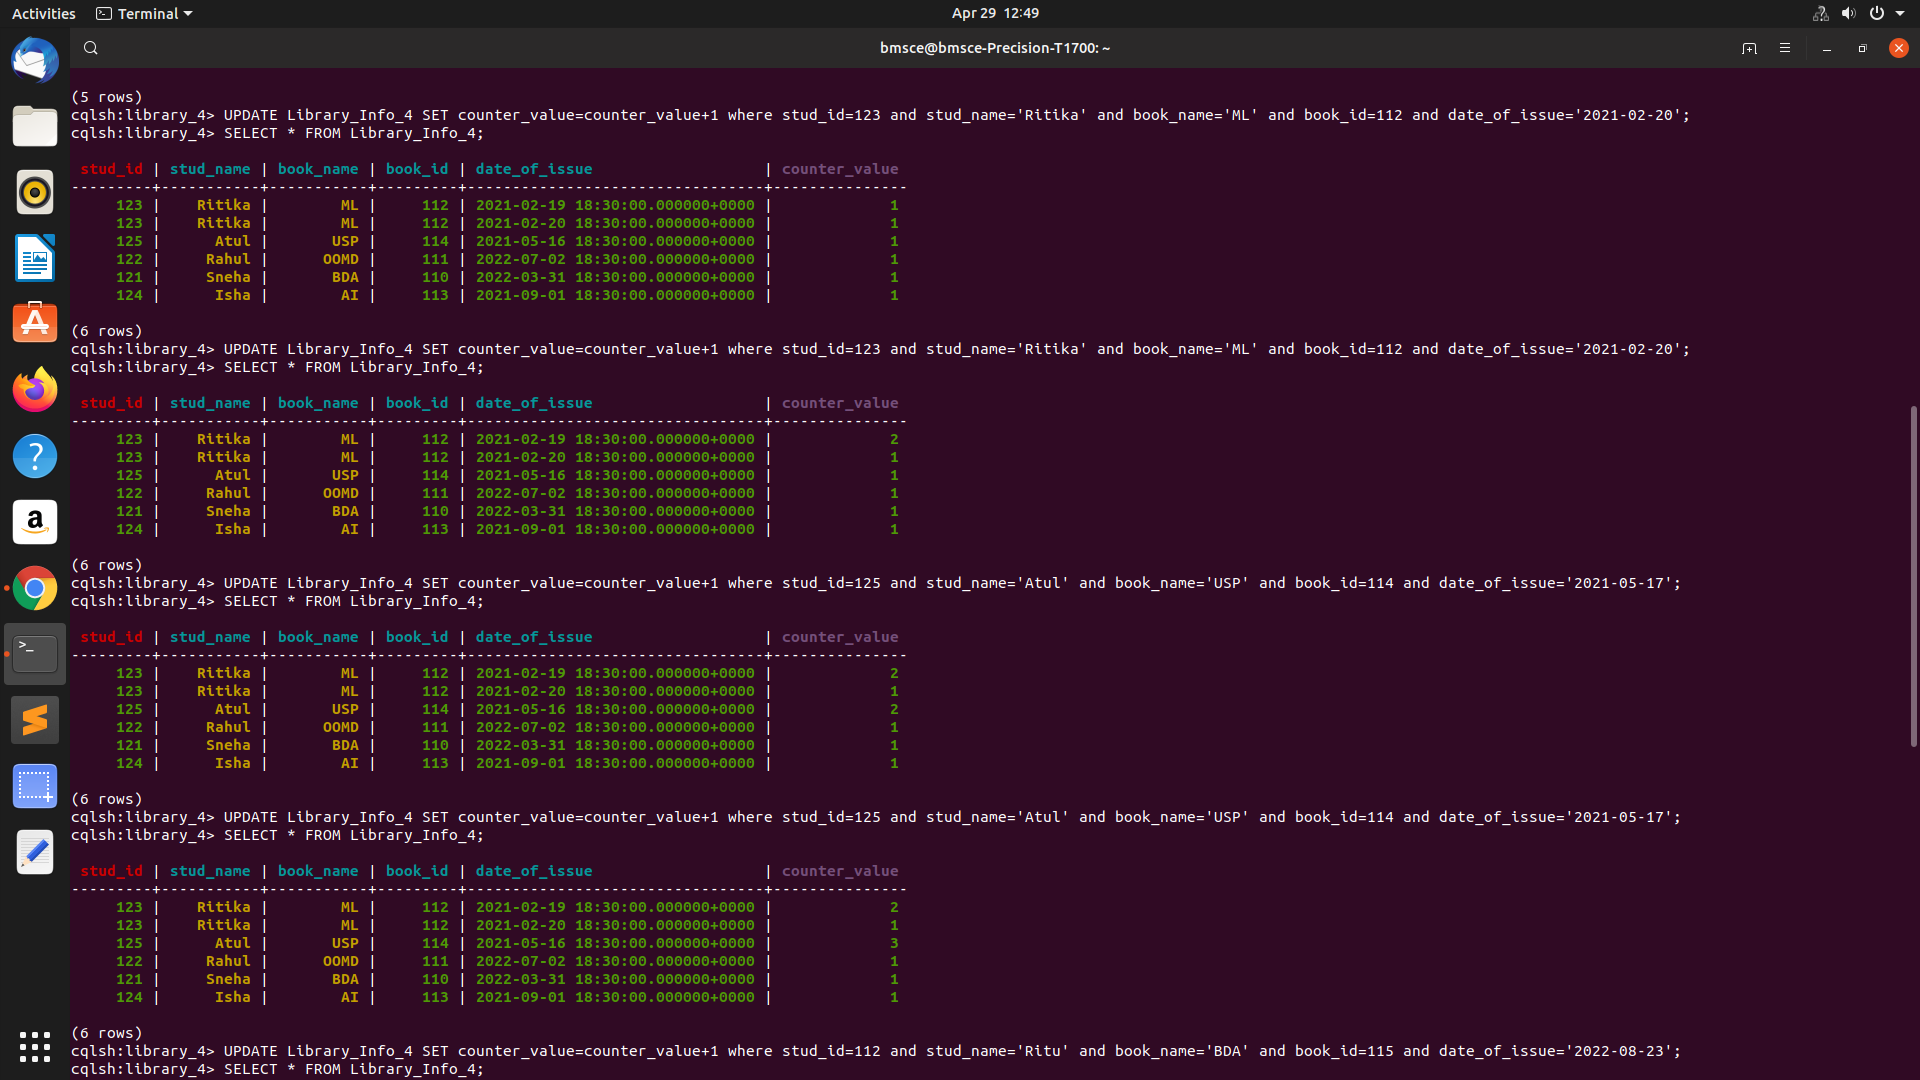 Activities Terminal Apr 29 12:49
bmsce@bmsce-Precision-T1700: ~
(5 rows)
cqlsh:library_4> UPDATE Library_Info_4 SET counter_value=counter_value+1 where stud_id=123 and stud_name='Ritika' and book_name='ML' and book_id=112 and date_of_issue='2021-02-20';
cqlsh:library_4> SELECT * FROM Library_Info_4;
stud_id | stud_name | book_name | book_id | date_of_issue | counter_value
---------+-----------+-----------+---------+---------------------------------+---------------
123 | Ritika | ML | 112 | 2021-02-19 18:30:00.000000+0000 | 1
123 | Ritika | ML | 112 | 2021-02-20 18:30:00.000000+0000 | 1
125 | Atul | USP | 114 | 2021-05-16 18:30:00.000000+0000 | 1
122 | Rahul | OOMD | 111 | 2022-07-02 18:30:00.000000+0000 | 1
121 | Sneha | BDA | 110 | 2022-03-31 18:30:00.000000+0000 | 1
124 | Isha | AI | 113 | 2021-09-01 18:30:00.000000+0000 | 1
(6 rows)
cqlsh:library_4> UPDATE Library_Info_4 SET counter_value=counter_value+1 where stud_id=123 and stud_name='Ritika' and book_name='ML' and book_id=112 and date_of_issue='2021-02-20';
cqlsh:library_4> SELECT * FROM Library_Info_4;
stud_id | stud_name | book_name | book_id | date_of_issue | counter_value
---------+-----------+-----------+---------+---------------------------------+---------------
123 | Ritika | ML | 112 | 2021-02-19 18:30:00.000000+0000 | 2
123 | Ritika | ML | 112 | 2021-02-20 18:30:00.000000+0000 | 1
125 | Atul | USP | 114 | 2021-05-16 18:30:00.000000+0000 | 1
122 | Rahul | OOMD | 111 | 2022-07-02 18:30:00.000000+0000 | 1
121 | Sneha | BDA | 110 | 2022-03-31 18:30:00.000000+0000 | 1
124 | Isha | AI | 113 | 2021-09-01 18:30:00.000000+0000 | 1
(6 rows)
cqlsh:library_4> UPDATE Library_Info_4 SET counter_value=counter_value+1 where stud_id=125 and stud_name='Atul' and book_name='USP' and book_id=114 and date_of_issue='2021-05-17';
cqlsh:library_4> SELECT * FROM Library_Info_4;
stud_id | stud_name | book_name | book_id | date_of_issue | counter_value
---------+-----------+-----------+---------+---------------------------------+---------------
123 | Ritika | ML | 112 | 2021-02-19 18:30:00.000000+0000 | 2
123 | Ritika | ML | 112 | 2021-02-20 18:30:00.000000+0000 | 1
125 | Atul | USP | 114 | 2021-05-16 18:30:00.000000+0000 | 2
122 | Rahul | OOMD | 111 | 2022-07-02 18:30:00.000000+0000 | 1
121 | Sneha | BDA | 110 | 2022-03-31 18:30:00.000000+0000 | 1
124 | Isha | AI | 113 | 2021-09-01 18:30:00.000000+0000 | 1
(6 rows)
cqlsh:library_4> UPDATE Library_Info_4 SET counter_value=counter_value+1 where stud_id=125 and stud_name='Atul' and book_name='USP' and book_id=114 and date_of_issue='2021-05-17';
cqlsh:library_4> SELECT * FROM Library_Info_4;
stud_id | stud_name | book_name | book_id | date_of_issue | counter_value
---------+-----------+-----------+---------+---------------------------------+---------------
123 | Ritika | ML | 112 | 2021-02-19 18:30:00.000000+0000 | 2
123 | Ritika | ML | 112 | 2021-02-20 18:30:00.000000+0000 | 1
125 | Atul | USP | 114 | 2021-05-16 18:30:00.000000+0000 | 3
122 | Rahul | OOMD | 111 | 2022-07-02 18:30:00.000000+0000 | 1
121 | Sneha | BDA | 110 | 2022-03-31 18:30:00.000000+0000 | 1
124 | Isha | AI | 113 | 2021-09-01 18:30:00.000000+0000 | 1
(6 rows)
cqlsh:library_4> UPDATE Library_Info_4 SET counter_value=counter_value+1 where stud_id=112 and stud_name='Ritu' and book_name='BDA' and book_id=115 and date_of_issue='2022-08-23';
cqlsh:library_4> SELECT * FROM Library_Info_4;